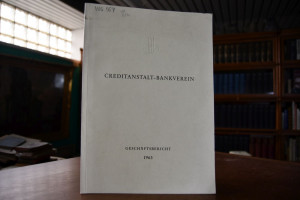 CREDITANSTALT-BANKVEREIN
GESCHÄFTSBERICHT
1963